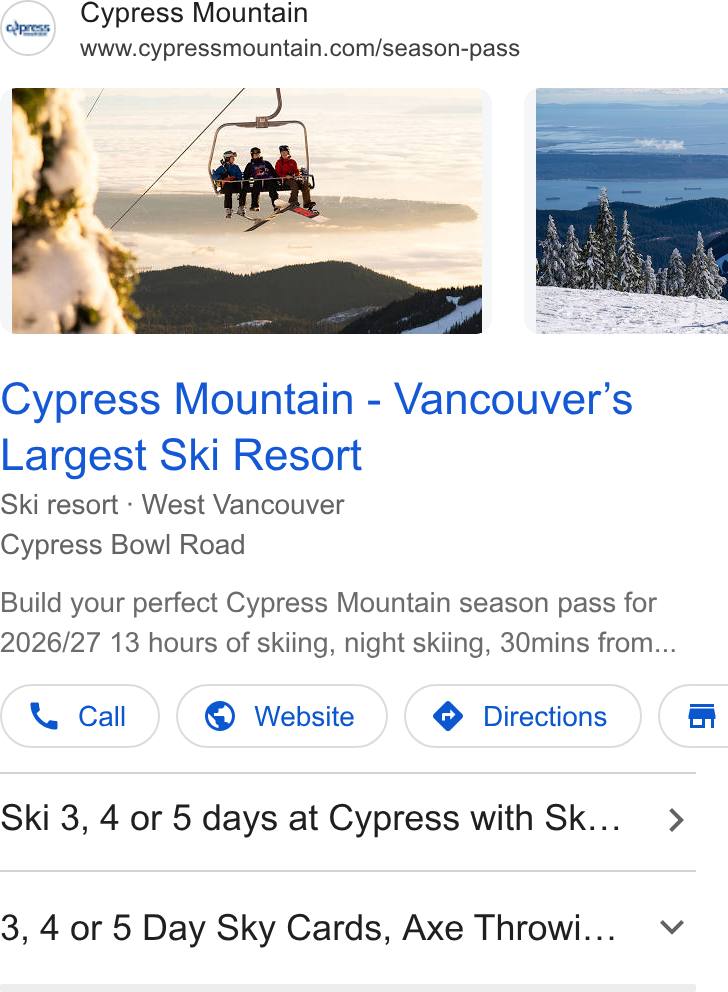 cypress
Cypress Mountain
www.cypressmountain.com/season-pass
Cypress Mountain - Vancouver’s
Largest Ski Resort
Ski resort · West Vancouver
Cypress Bowl Road
Build your perfect Cypress Mountain season pass for
2026/27 13 hours of skiing, night skiing, 30mins from...
Call
Website
Directions
Ski 3, 4 or 5 days at Cypress with Sk...
3, 4 or 5 Day Sky Cards, Axe Throwi...